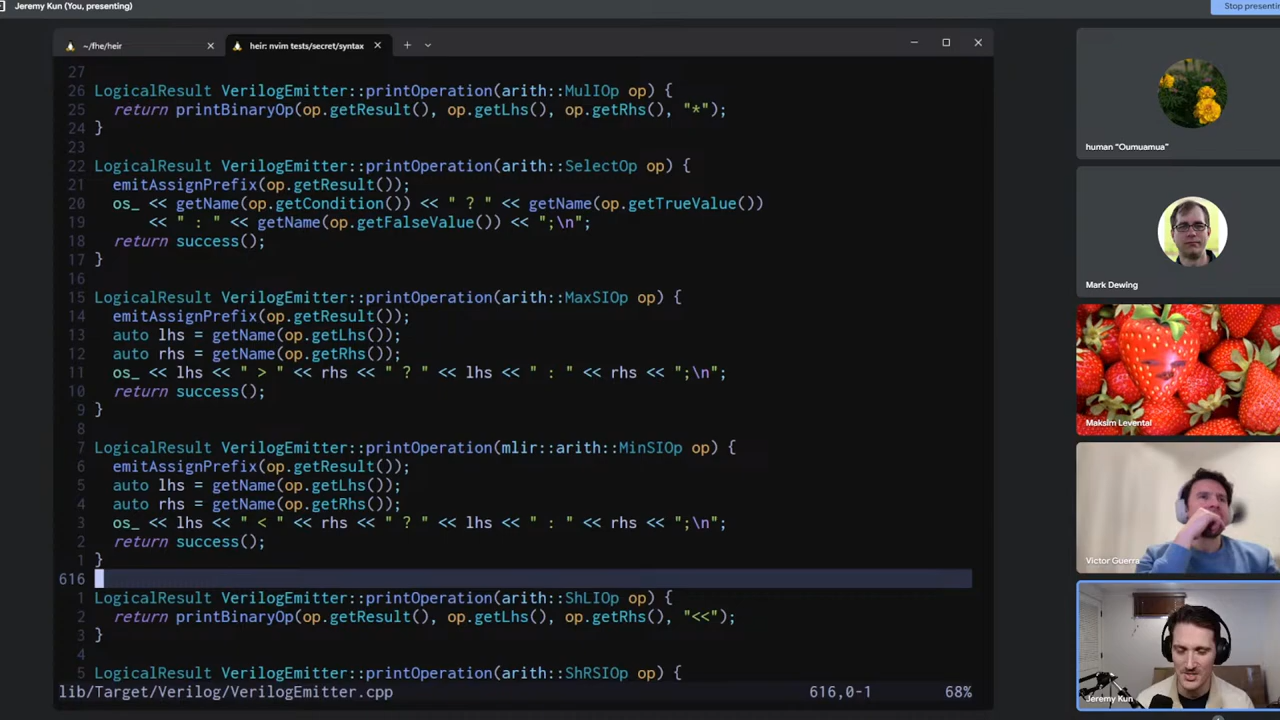 Jeremy Kun (You, presenting)
Stop presenting
~/fhe/heir
heir: nvim tests/secret/syntax
27
26 LogicalResult VerilogEmitter::printOperation(arith::MulIOp op) {
25   return printBinaryOp(op.getResult(), op.getLhs(), op.getRhs(), "*");
24 }
23
22 LogicalResult VerilogEmitter::printOperation(arith::SelectOp op) {
21   emitAssignPrefix(op.getResult());
20   os_ << getName(op.getCondition()) << " ? " << getName(op.getTrueValue())
19       << " : " << getName(op.getFalseValue()) << ";\n";
18   return success();
17 }
16
15 LogicalResult VerilogEmitter::printOperation(arith::MaxSIOp op) {
14   emitAssignPrefix(op.getResult());
13   auto lhs = getName(op.getLhs());
12   auto rhs = getName(op.getRhs());
11   os_ << lhs << " > " << rhs << " ? " << lhs << " : " << rhs << ";\n";
10   return success();
9 }
8
7 LogicalResult VerilogEmitter::printOperation(mlir::arith::MinSIOp op) {
6   emitAssignPrefix(op.getResult());
5   auto lhs = getName(op.getLhs());
4   auto rhs = getName(op.getRhs());
3   os_ << lhs << " < " << rhs << " ? " << lhs << " : " << rhs << ";\n";
2   return success();
1 }
616
1 LogicalResult VerilogEmitter::printOperation(arith::ShLIOp op) {
2   return printBinaryOp(op.getResult(), op.getLhs(), op.getRhs(), "<<");
3 }
4
5 LogicalResult VerilogEmitter::printOperation(arith::ShRSIOp op) {
lib/Target/Verilog/VerilogEmitter.cpp 616,0-1 68%
human "Oumuamua"
Mark Dewing
Maksim Levental
Victor Guerra
Jeremy Kun